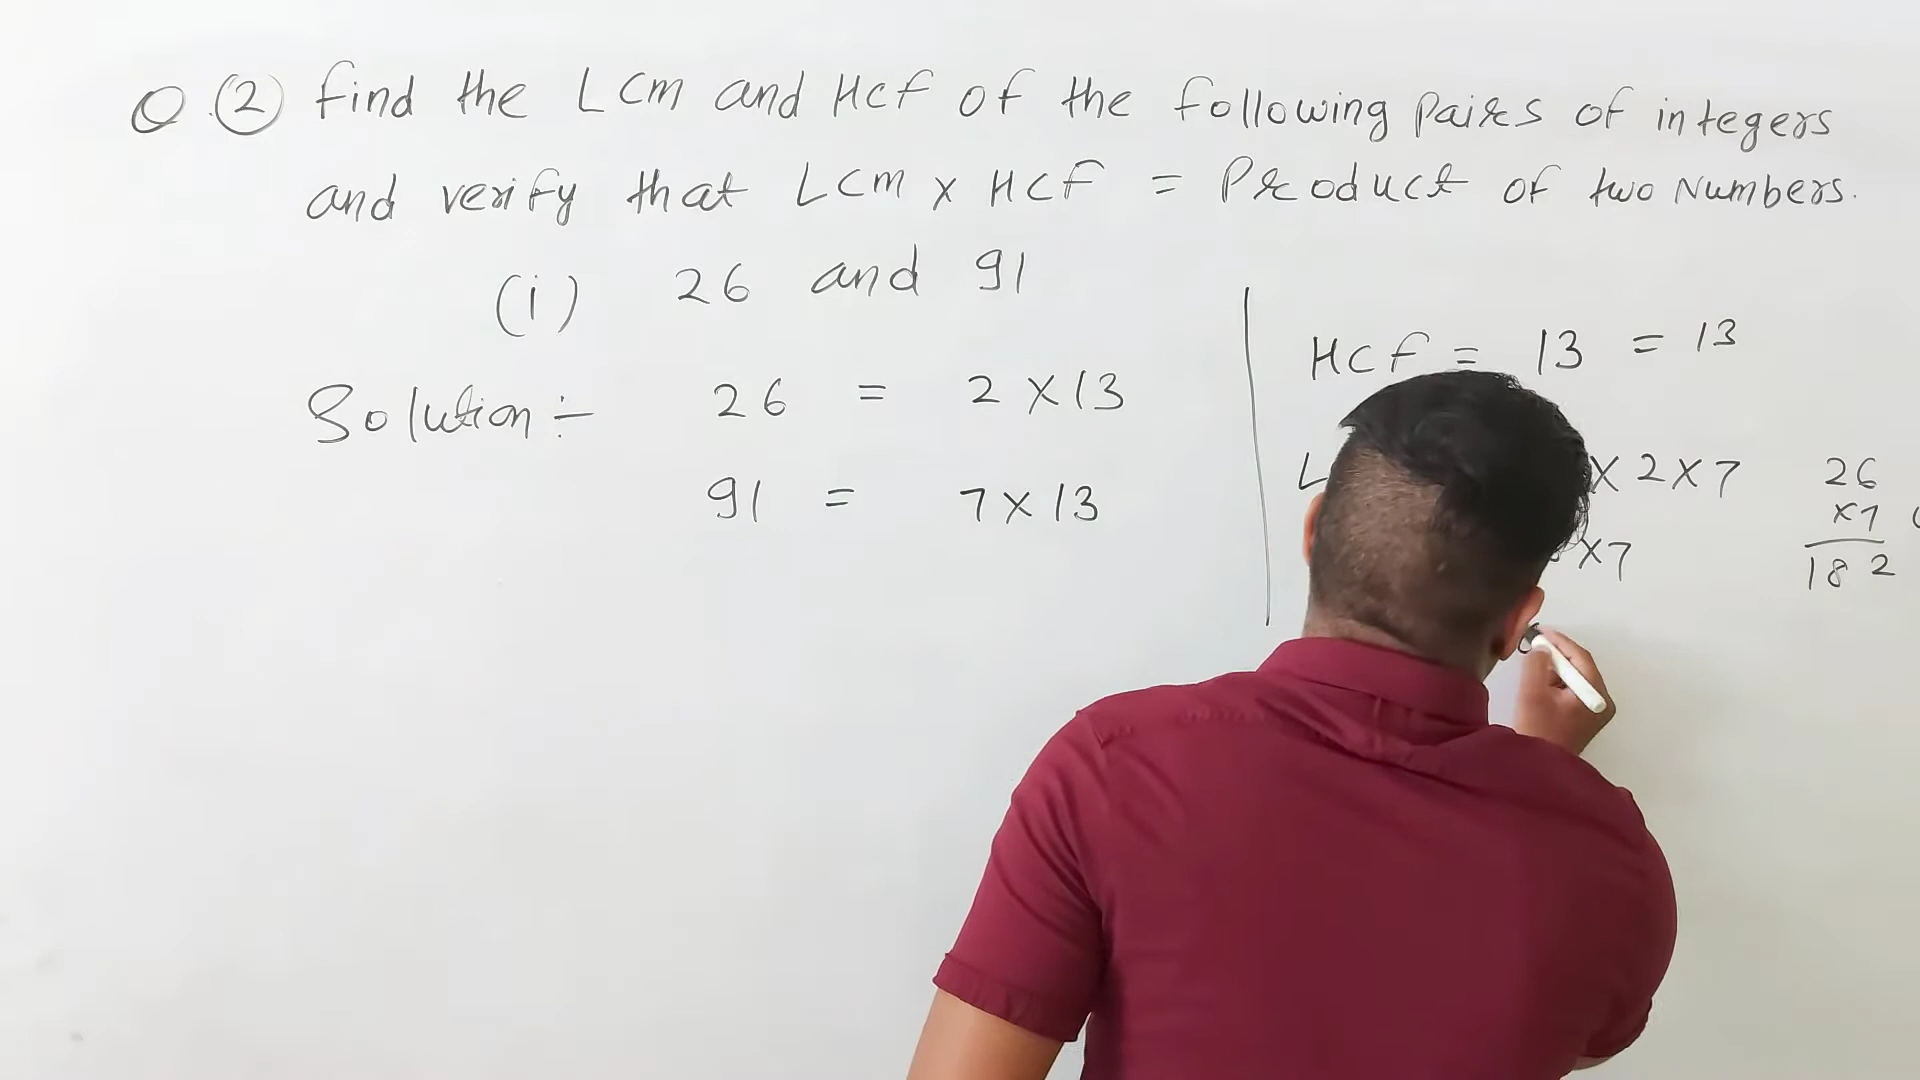 Q.(2) find the LCM and HCF of the following pairs of integers
and verify that LCM x HCF = Product of two Numbers.
(i) 26 and 91
Solution :-
26 = 2 X 13
91 = 7 X 13
HCF = 13 = 13
L X 2 X 7
X7
26
x7
182